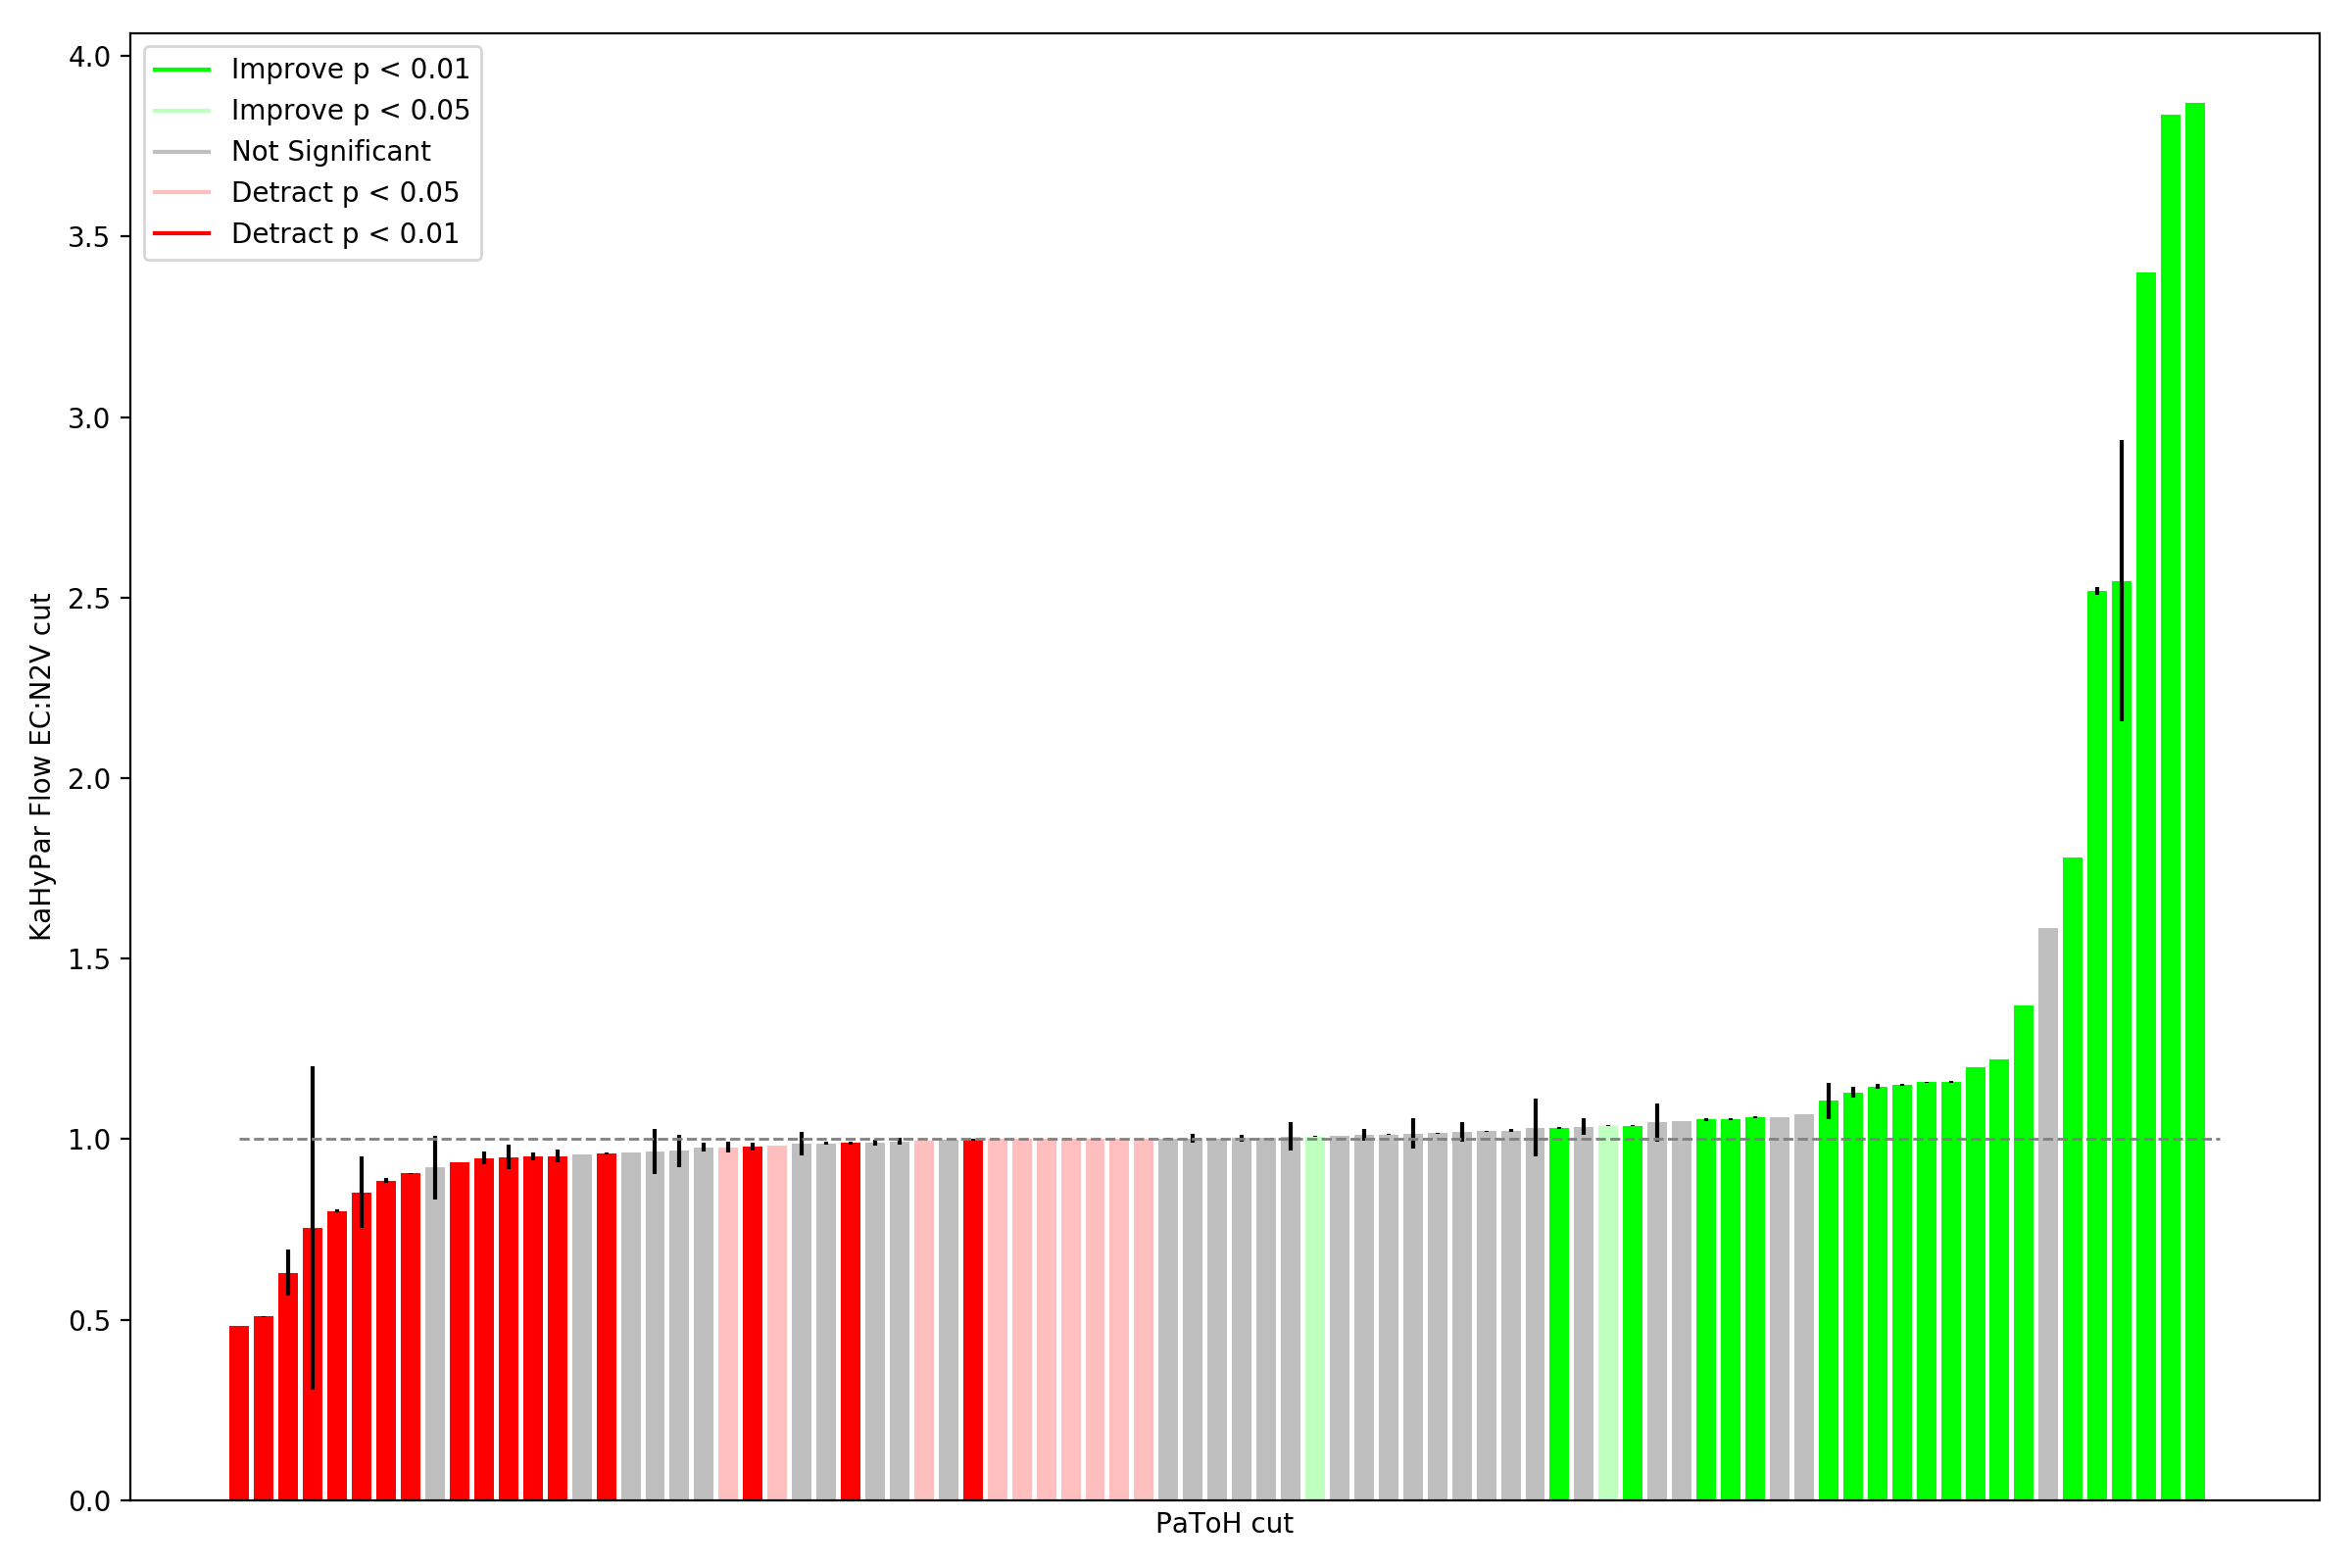 4.0
3.5
3.0
2.5
2.0
1.5
1.0
0.5
0.0
KaHyPar Flow EC:N2V cut
Improve p < 0.01
Improve p < 0.05
Not Significant
Detract p < 0.05
Detract p < 0.01
PaToH cut